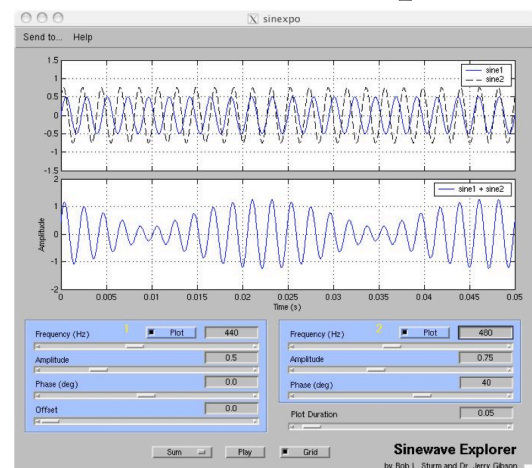 sinexpo
Send to... Help
sine1
sine2
1.5
1
0.5
0
-0.5
-1
-1.5
sine1 + sine2
2
1
0
-1
-2
Amplitude
0 0.005 0.01 0.015 0.02 0.025 0.03 0.035 0.04 0.045 0.05
Time (s)
Frequency (Hz) 1 Plot 440
Amplitude 0.5
Phase (deg) 0.0
Offset 0.0
Frequency (Hz) 2 Plot 480
Amplitude 0.75
Phase (deg) 40
Plot Duration 0.05
Sum Play Grid
Sinewave Explorer
by Bob L. Sturm and Dr. Jerry Gibson